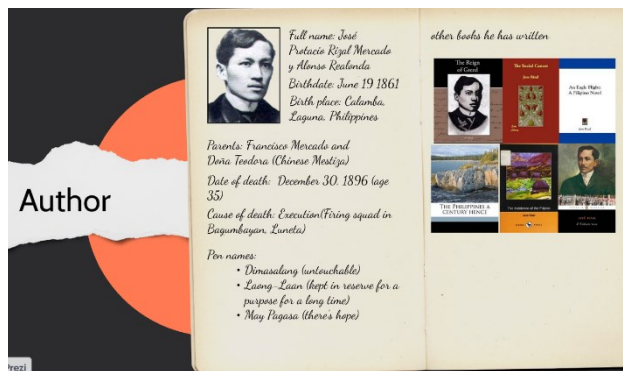 Author
Full name: José
Protacio Rizal Mercado
y Alonso Realonda
Birthdate: June 19 1861
Birth place: Calamba,
Laguna, Philippines
Parents: Francisco Mercado and
Doña Teodora (Chinese Mestiza)
Date of death: December 30, 1896 (age
35)
Cause of death: Execution(Firing squad in
Bagumbayan, Luneta)
Pen names:
• Dimasalang (untouchable)
• Laong-Laan (kept in reserve for a
purpose for a long time)
• May Pagasa (there's hope)
other books he has written
The Reign
of Greed
The Social Cancer
José Rizal
An Eagle Flight:
A Filipino Novel
José Rizal
THE PHILIPPINES A
CENTURY HENCE
Prezi